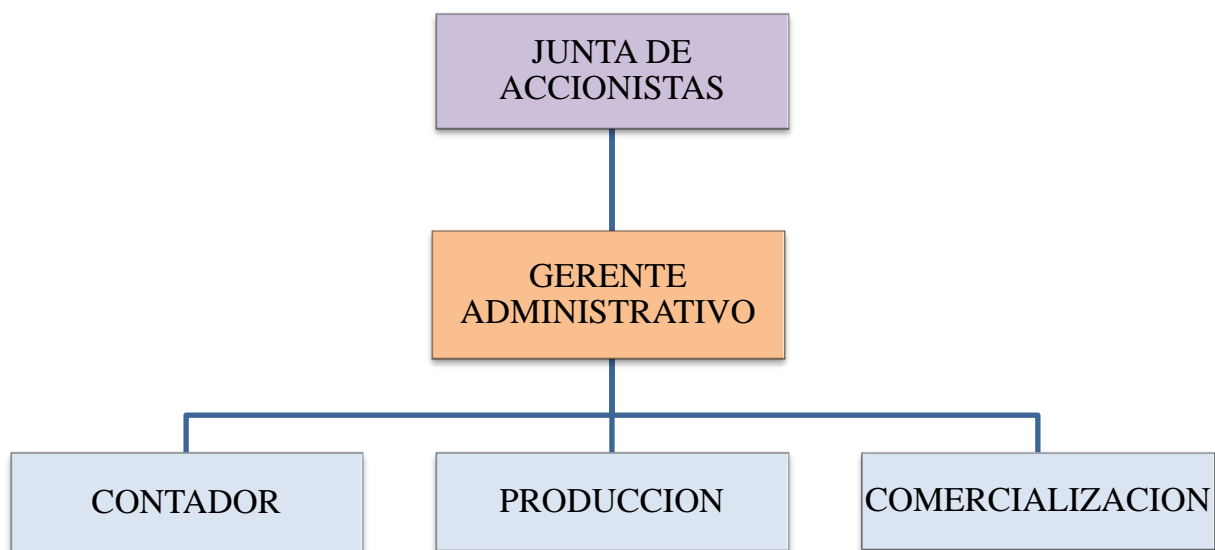 JUNTA DE
ACCIONISTAS
GERENTE
ADMINISTRATIVO
CONTADOR
PRODUCCION
COMERCIALIZACION